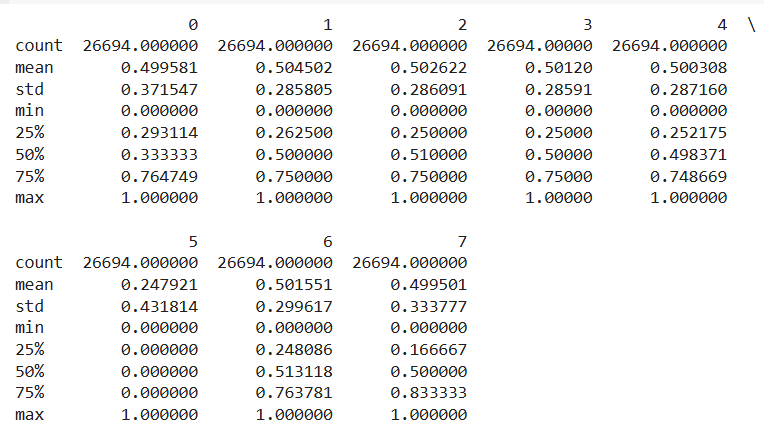 0 1 2 3 4 \
count 26694.000000 26694.000000 26694.000000 26694.00000 26694.000000
mean 0.499581 0.504502 0.502622 0.50120 0.500308
std 0.371547 0.285805 0.286091 0.28591 0.287160
min 0.000000 0.000000 0.000000 0.00000 0.000000
25% 0.293114 0.262500 0.250000 0.25000 0.252175
50% 0.333333 0.500000 0.510000 0.50000 0.498371
75% 0.764749 0.750000 0.750000 0.75000 0.748669
max 1.000000 1.000000 1.000000 1.00000 1.000000
5 6 7
count 26694.000000 26694.000000 26694.000000
mean 0.247921 0.501551 0.499501
std 0.431814 0.299617 0.333777
min 0.000000 0.000000 0.000000
25% 0.000000 0.248086 0.166667
50% 0.000000 0.513118 0.500000
75% 0.000000 0.763781 0.833333
max 1.000000 1.000000 1.000000